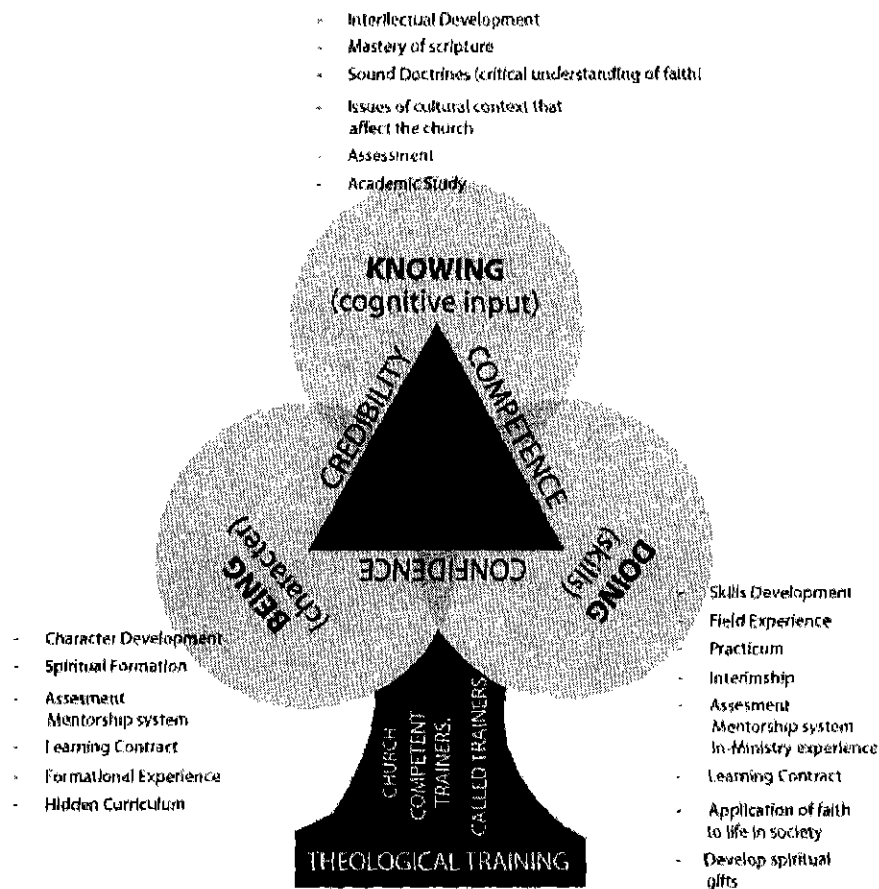 - Interllectual Development
- Mastery of scripture
- Sound Doctrines (critical understanding of faith)
- Issues of cultural context that
affect the church
- Assessment
- Academic Study
KNOWING
(cognitive input)
CREDIBILITY
COMPETENCE
CONFIDENCE
BEING
(character)
DOING
(skills)
- Character Development
- Spiritual Formation
- Assesment
Mentorship system
- Learning Contract
- Formational Experience
- Hidden Curriculum
- Skills Development
- Field Experience
- Practicum
- Internship
- Assesment
Mentorship system
In-Ministry experience
- Learning Contract
- Application of faith
to life in society
- Develop spiritual
gifts
CHURCH
COMPETENT
TRAINERS,
CALLED TRAINERS
THEOLOGICAL TRAINING